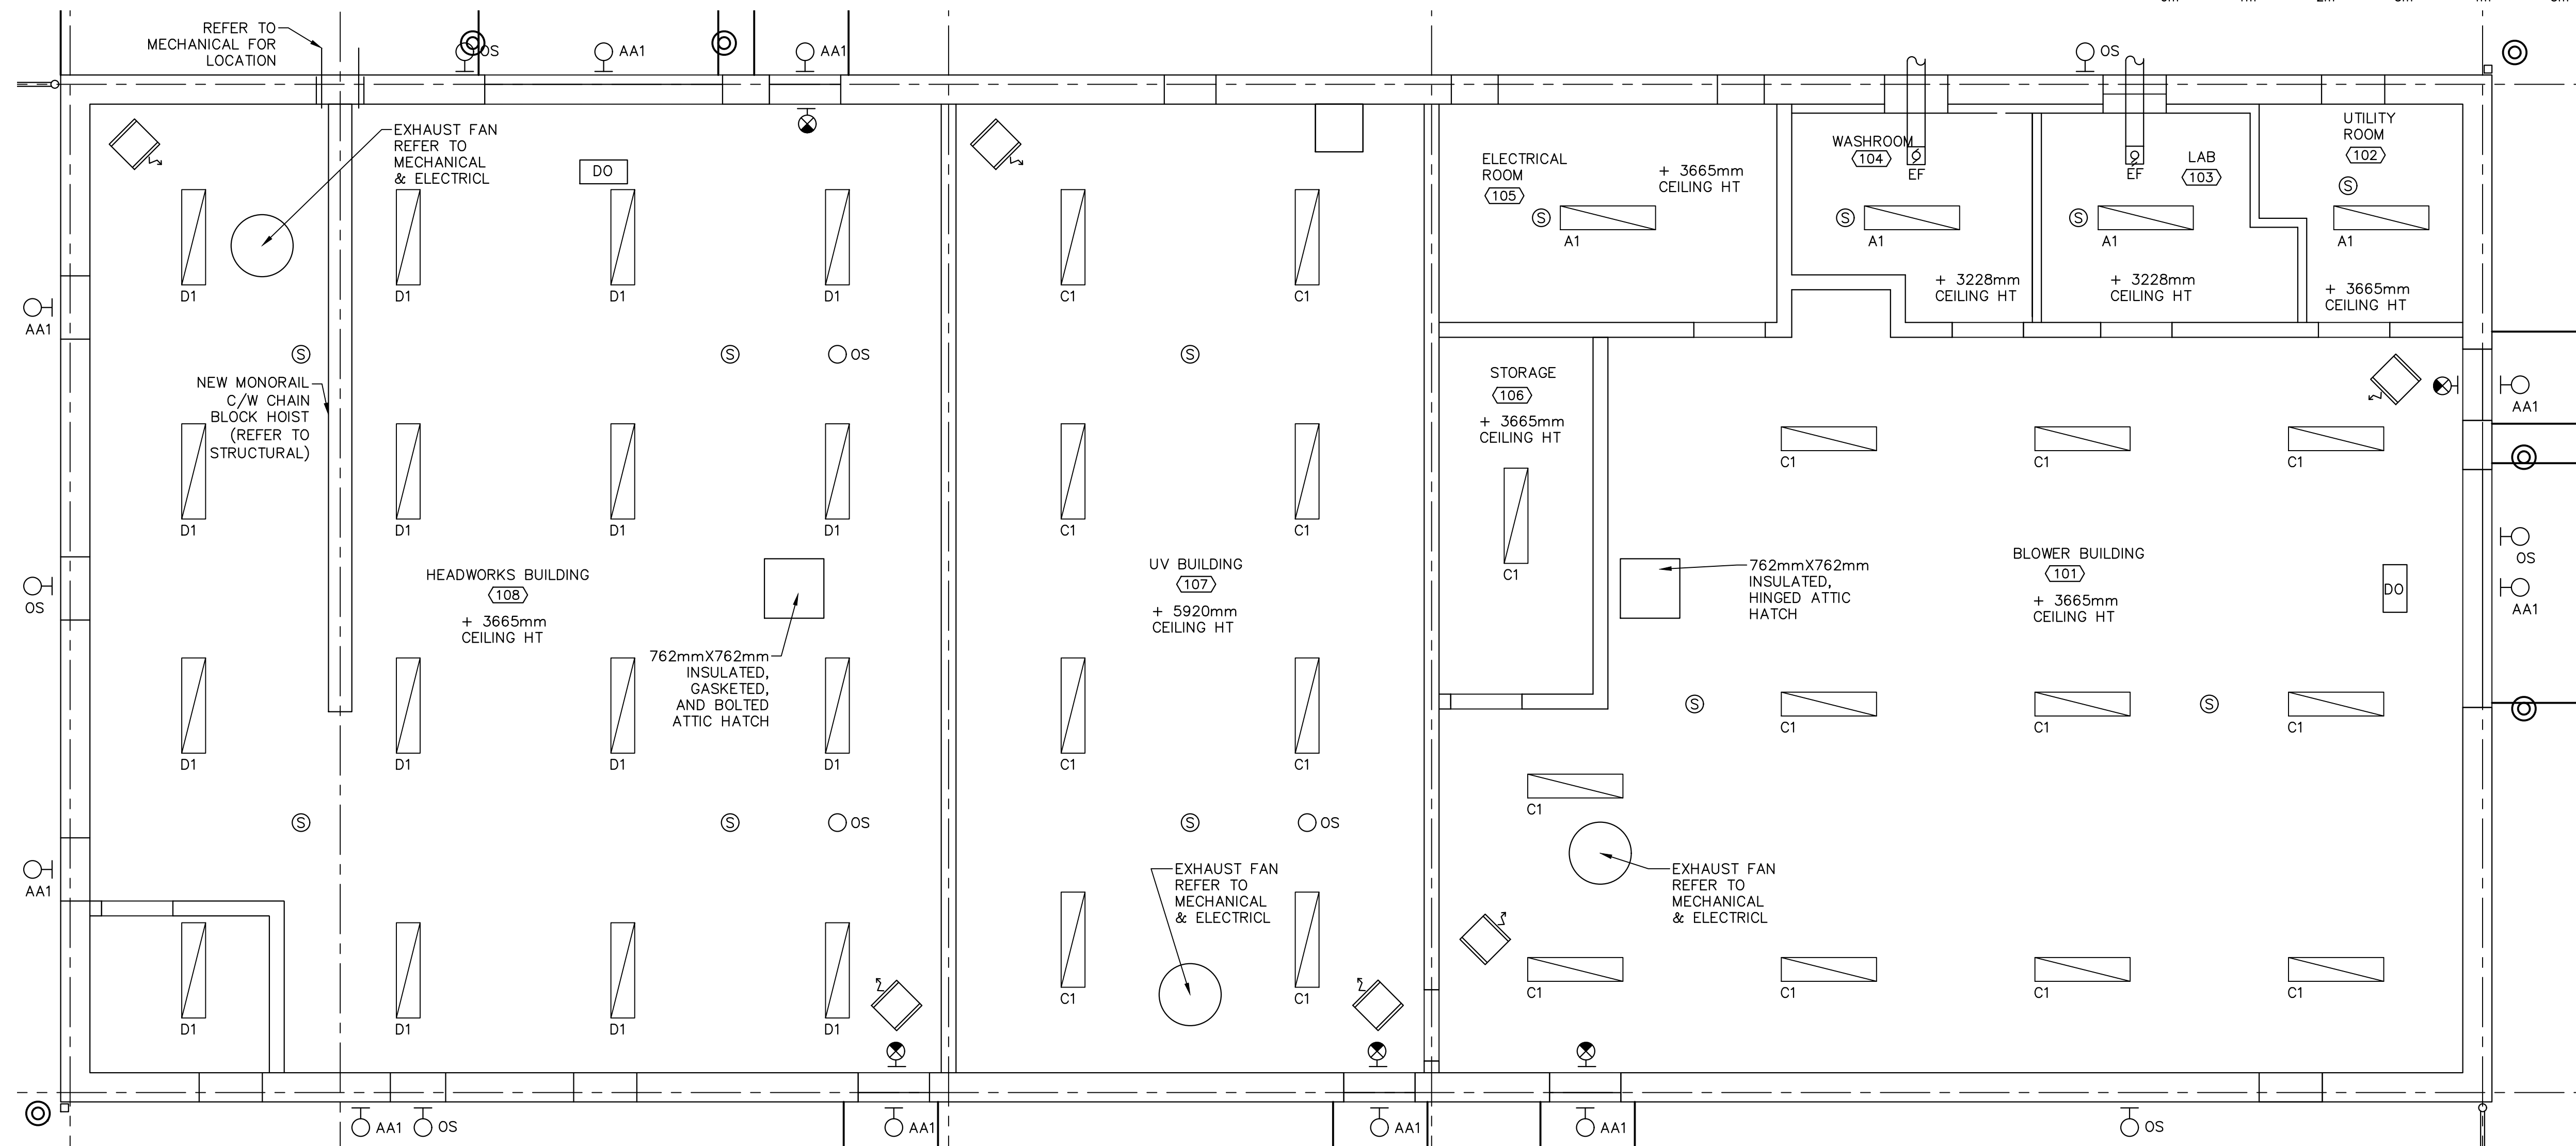 REFER TO
MECHANICAL FOR
LOCATION
OS
AA1
AA1
OS
EXHAUST FAN
REFER TO
MECHANICAL
& ELECTRICL
DO
ELECTRICAL
ROOM
105
+ 3665mm
CEILING HT
WASHROOM
104
EF
EF
LAB
103
UTILITY
ROOM
102
S
S
S
S
A1
A1
A1
A1
+ 3228mm
CEILING HT
+ 3228mm
CEILING HT
+ 3665mm
CEILING HT
D1
D1
D1
D1
C1
C1
AA1
S
S
OS
S
NEW MONORAIL
C/W CHAIN
BLOCK HOIST
(REFER TO
STRUCTURAL)
STORAGE
106
+ 3665mm
CEILING HT
AA1
C1
C1
C1
D1
D1
D1
D1
C1
C1
C1
HEADWORKS BUILDING
108
+ 3665mm
CEILING HT
UV BUILDING
107
+ 5920mm
CEILING HT
762mmX762mm
INSULATED,
HINGED ATTIC
HATCH
BLOWER BUILDING
101
+ 3665mm
CEILING HT
DO
OS
AA1
OS
762mmX762mm
INSULATED,
GASKETED,
AND BOLTED
ATTIC HATCH
S
S
C1
C1
C1
D1
D1
D1
D1
C1
C1
C1
S
S
OS
S
OS
AA1
EXHAUST FAN
REFER TO
MECHANICAL
& ELECTRICL
EXHAUST FAN
REFER TO
MECHANICAL
& ELECTRICL
C1
C1
C1
C1
C1
C1
D1
D1
D1
D1
AA1
OS
AA1
AA1
AA1
OS